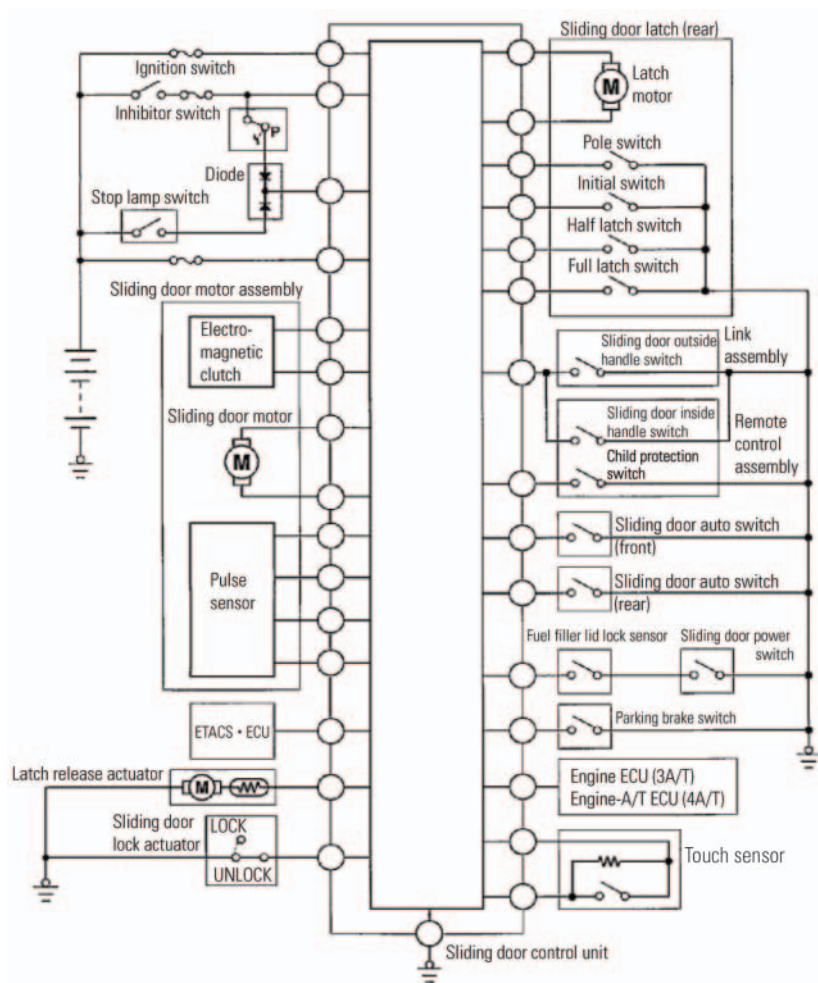 Sliding door latch (rear)
Ignition switch
Inhibitor switch
P
Diode
Stop lamp switch
Sliding door motor assembly
Electro-
magnetic
clutch
Sliding door motor
M
Pulse
sensor
ETACS • ECU
Latch release actuator
M
Sliding door
lock actuator
LOCK
UNLOCK
M
Latch
motor
Pole switch
Initial switch
Half latch switch
Full latch switch
Sliding door outside
handle switch
Link
assembly
Sliding door inside
handle switch
Child protection
switch
Remote
control
assembly
Sliding door auto switch
(front)
Sliding door auto switch
(rear)
Fuel filler lid lock sensor
Sliding door power
switch
Parking brake switch
Engine ECU (3A/T)
Engine-A/T ECU (4A/T)
Touch sensor
Sliding door control unit